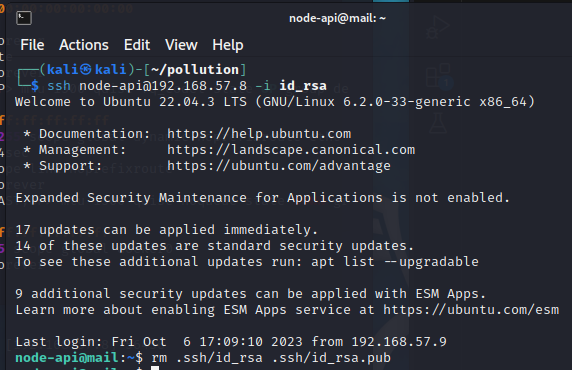 node-api@mail: ~
File Actions Edit View Help
┌──(kali㉿kali)-[~/pollution]
└─$ ssh node-api@192.168.57.8 -i id_rsa
Welcome to Ubuntu 22.04.3 LTS (GNU/Linux 6.2.0-33-generic x86_64)
* Documentation: https://help.ubuntu.com
* Management: https://landscape.canonical.com
* Support: https://ubuntu.com/advantage
Expanded Security Maintenance for Applications is not enabled.
17 updates can be applied immediately.
14 of these updates are standard security updates.
To see these additional updates run: apt list --upgradable
9 additional security updates can be applied with ESM Apps.
Learn more about enabling ESM Apps service at https://ubuntu.com/esm
Last login: Fri Oct  6 17:09:10 2023 from 192.168.57.9
node-api@mail:~$ rm .ssh/id_rsa .ssh/id_rsa.pub